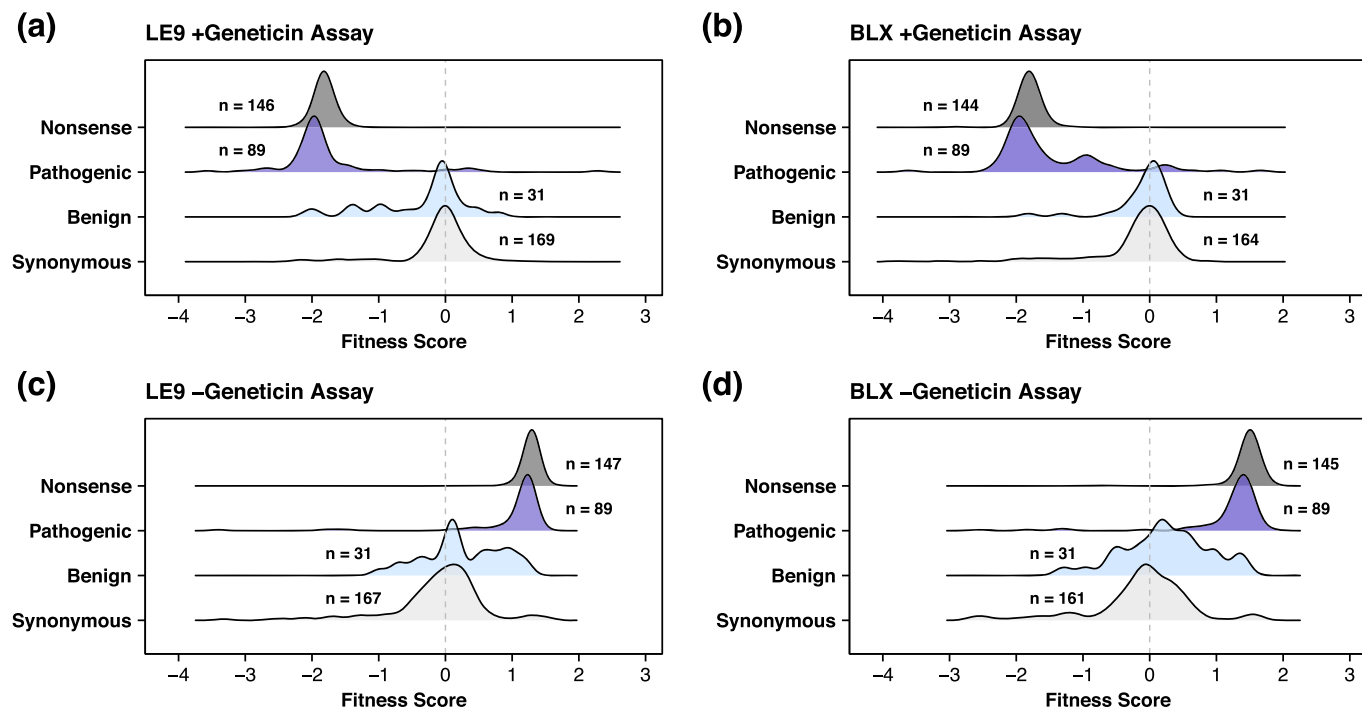 (a) LE9 +Geneticin Assay
n = 146
Nonsense
n = 89
Pathogenic
n = 31
Benign
n = 169
Synonymous
−4 −3 −2 −1 0 1 2 3
Fitness Score
(b) BLX +Geneticin Assay
n = 144
Nonsense
n = 89
Pathogenic
n = 31
Benign
n = 164
Synonymous
−4 −3 −2 −1 0 1 2 3
Fitness Score
(c) LE9 −Geneticin Assay
n = 147
Nonsense
n = 89
Pathogenic
n = 31
Benign
n = 167
Synonymous
−4 −3 −2 −1 0 1 2 3
Fitness Score
(d) BLX −Geneticin Assay
n = 145
Nonsense
n = 89
Pathogenic
n = 31
Benign
n = 161
Synonymous
−4 −3 −2 −1 0 1 2 3
Fitness Score